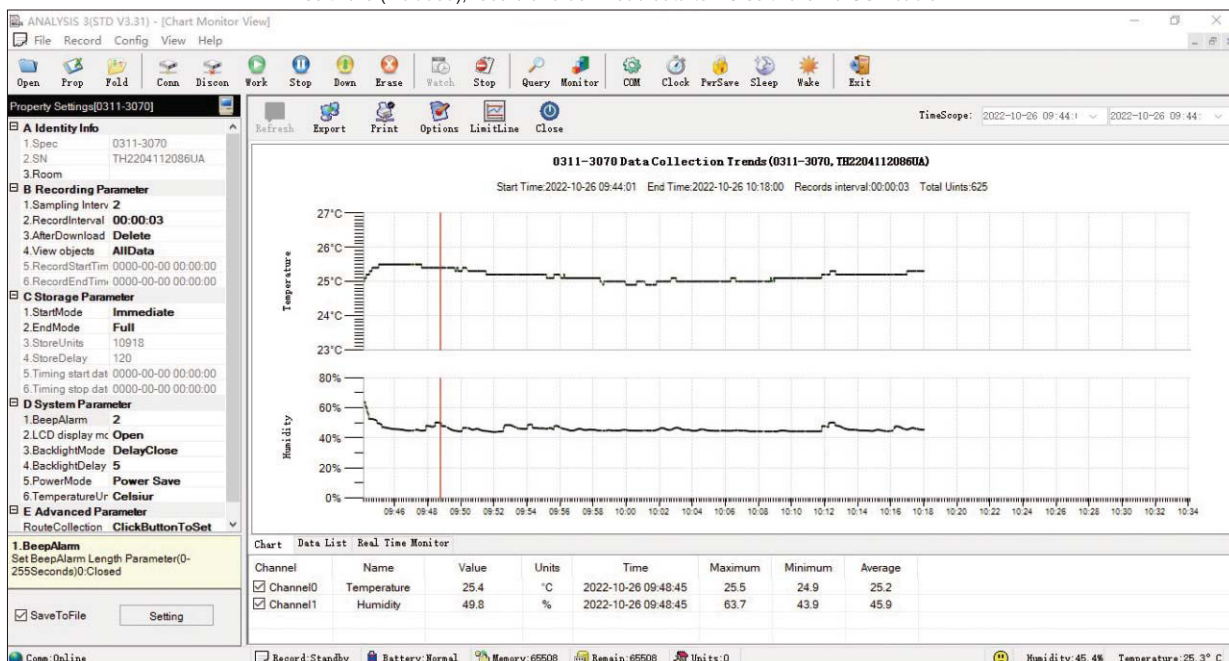 ANALYSIS 3(STD V3.31) - [Chart Monitor View]
File Record Config View Help
Open Prop Fold Conn Discon Work Stop Down Erase Watch Stop Query Monitor COM Clock PwrSave Sleep Wake Exit
Property Settings[0311-3070]
A Identity Info
1.Spec 0311-3070
2.SN TH2204112086UA
3.Room
B Recording Parameter
1.Sampling Interv 2
2.RecordInterval 00:00:03
3.AfterDownload Delete
4.View objects AllData
5.RecordStartTim 0000-00-00 00:00:00
6.RecordEndTim 0000-00-00 00:00:00
C Storage Parameter
1.StartMode Immediate
2.EndMode Full
3.StoreUnits 10918
4.StoreDelay 120
5.Timing start dat 0000-00-00 00:00:00
6.Timing stop dat 0000-00-00 00:00:00
D System Parameter
1.BeepAlarm 2
2.LCD display mc Open
3.BacklightMode DelayClose
4.BacklightDelay 5
5.PowerMode Power Save
6.TemperatureUr Celsiur
E Advanced Parameter
RouteCollection ClickButtonToSet
1.BeepAlarm
Set BeepAlarm Length Parameter(0-
255Seconds)0:Closed
SaveToFile Setting
Refresh Export Print Options LimitLine Close
TimeScope: 2022-10-26 09:44: 2022-10-26 09:44:
0311-3070 Data Collection Trends(0311-3070, TH2204112086UA)
Start Time:2022-10-26 09:44:01 End Time:2022-10-26 10:18:00 Records interval:00:00:03 Total Uints:625
Temperature
27°C
26°C
25°C
24°C
23°C
Humidity
80%
60%
40%
20%
0%
09:46 09:48 09:50 09:52 09:54 09:56 09:58 10:00 10:02 10:04 10:06 10:08 10:10 10:12 10:14 10:16 10:18 10:20 10:22 10:24 10:26 10:28 10:30 10:32 10:34
Chart Data List Real Time Monitor
Channel Name Value Units Time Maximum Minimum Average
Channel0 Temperature 25.4 °C 2022-10-26 09:48:45 25.5 24.9 25.2
Channel1 Humidity 49.8 % 2022-10-26 09:48:45 63.7 43.9 45.9
Comm:Online Record:Standby Battery:Normal Memory:65508 Remain:65508 Units:0 Humidity:45.4% Temperature:25.3° C